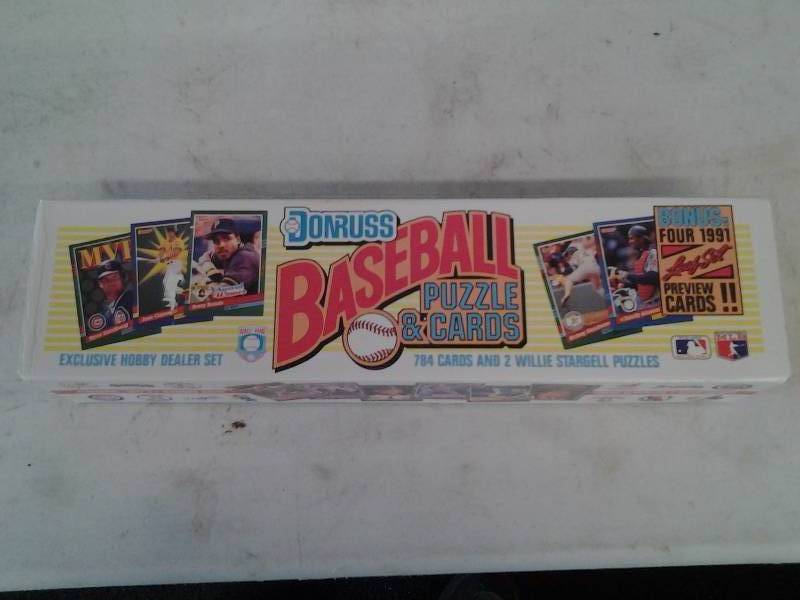 DONRUSS
BASEBALL
PUZZLE
& CARDS
MVP
BONUS
FOUR 1991
Leaf Set
PREVIEW
CARDS !!
EXCLUSIVE HOBBY DEALER SET
784 CARDS AND 2 WILLIE STARGELL PUZZLES